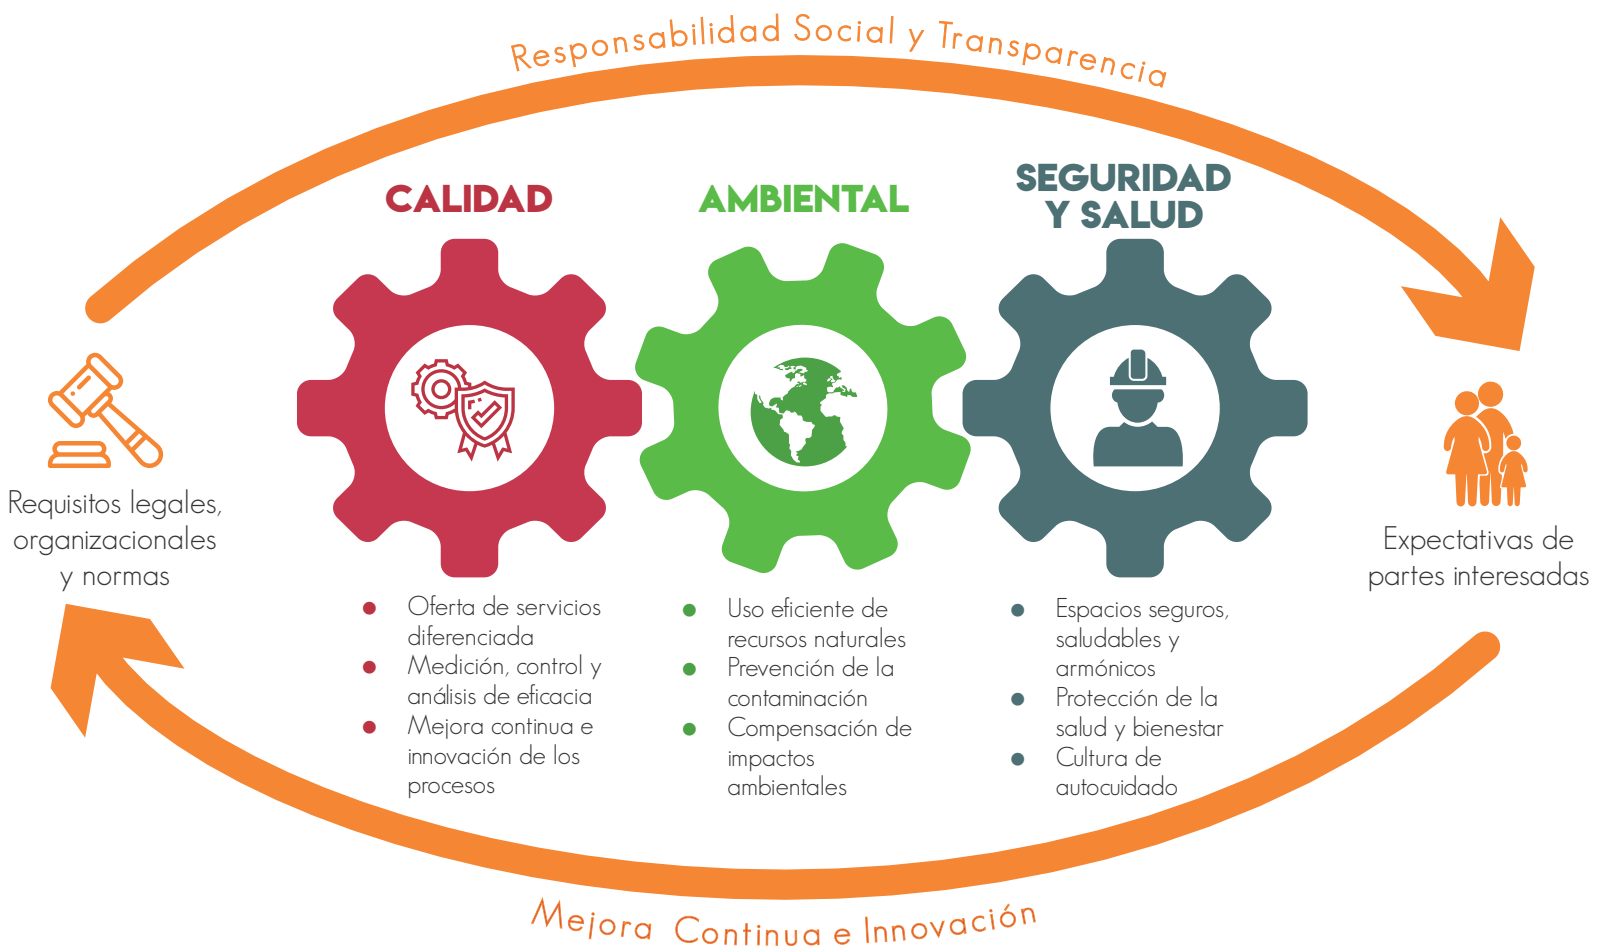 Responsabilidad Social y Transparencia
CALIDAD
AMBIENTAL
SEGURIDAD
Y SALUD
Requisitos legales,
organizacionales
y normas
Expectativas de
partes interesadas
Oferta de servicios
diferenciada
Medición, control y
análisis de eficacia
Mejora continua e
innovación de los
procesos
Uso eficiente de
recursos naturales
Prevención de la
contaminación
Compensación de
impactos
ambientales
Espacios seguros,
saludables y
armónicos
Protección de la
salud y bienestar
Cultura de
autocuidado
Mejora Continua e Innovación